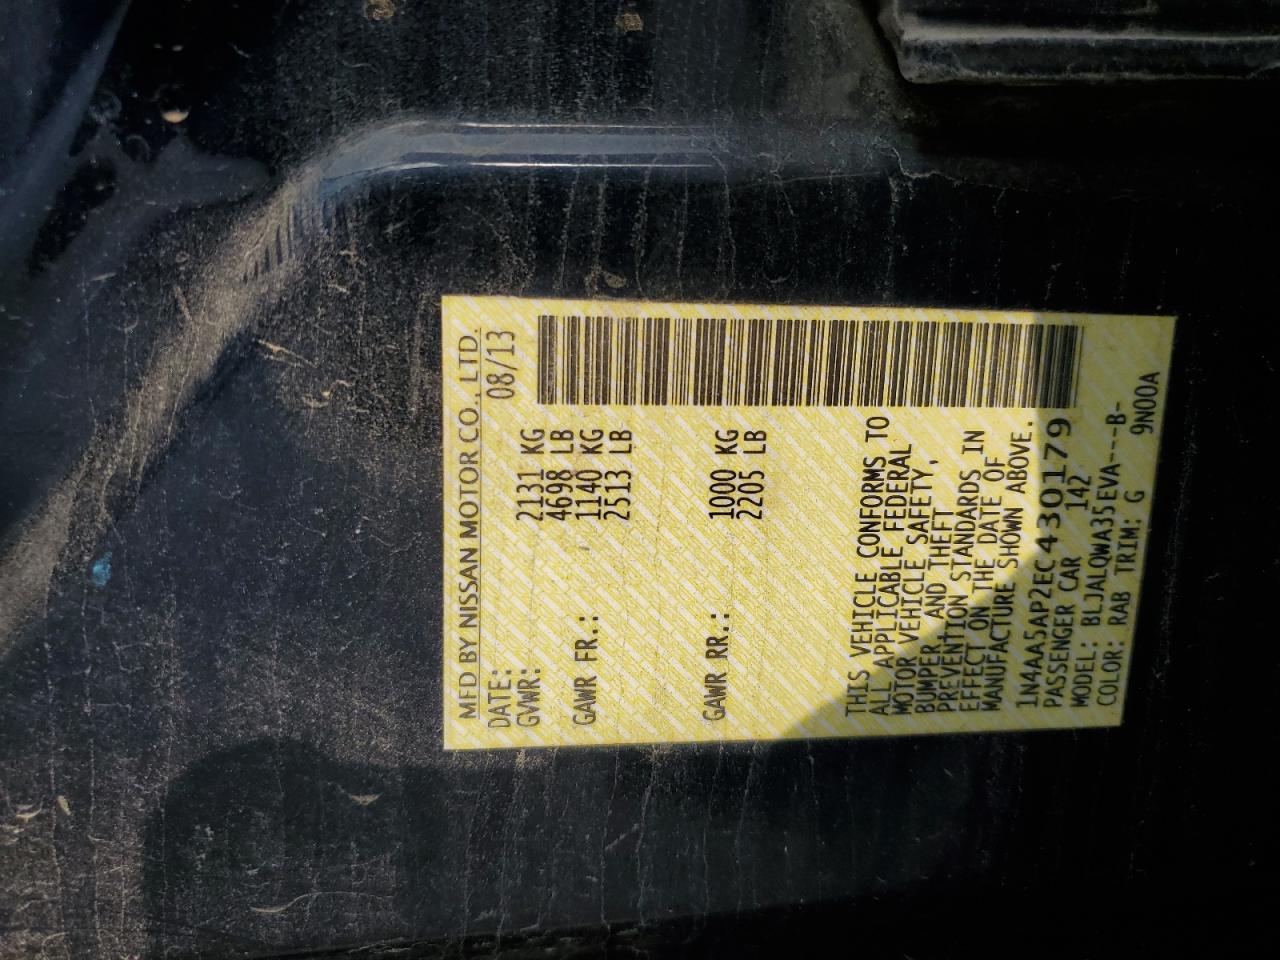 MFD BY NISSAN MOTOR CO., LTD.
DATE: 08/13
GVWR: 2131 KG
4698 LB
GAWR FR.: 1140 KG
2513 LB
GAWR RR.: 1000 KG
2205 LB
THIS VEHICLE CONFORMS TO
ALL APPLICABLE FEDERAL
MOTOR VEHICLE SAFETY,
BUMPER, AND THEFT
PREVENTION STANDARDS IN
EFFECT ON THE DATE OF
MANUFACTURE SHOWN ABOVE.
1N4AA5AP2EC430179
PASSENGER CAR 142
MODEL: BLJALQWA35EVA---B-
COLOR: RAB TRIM: G 9N00A